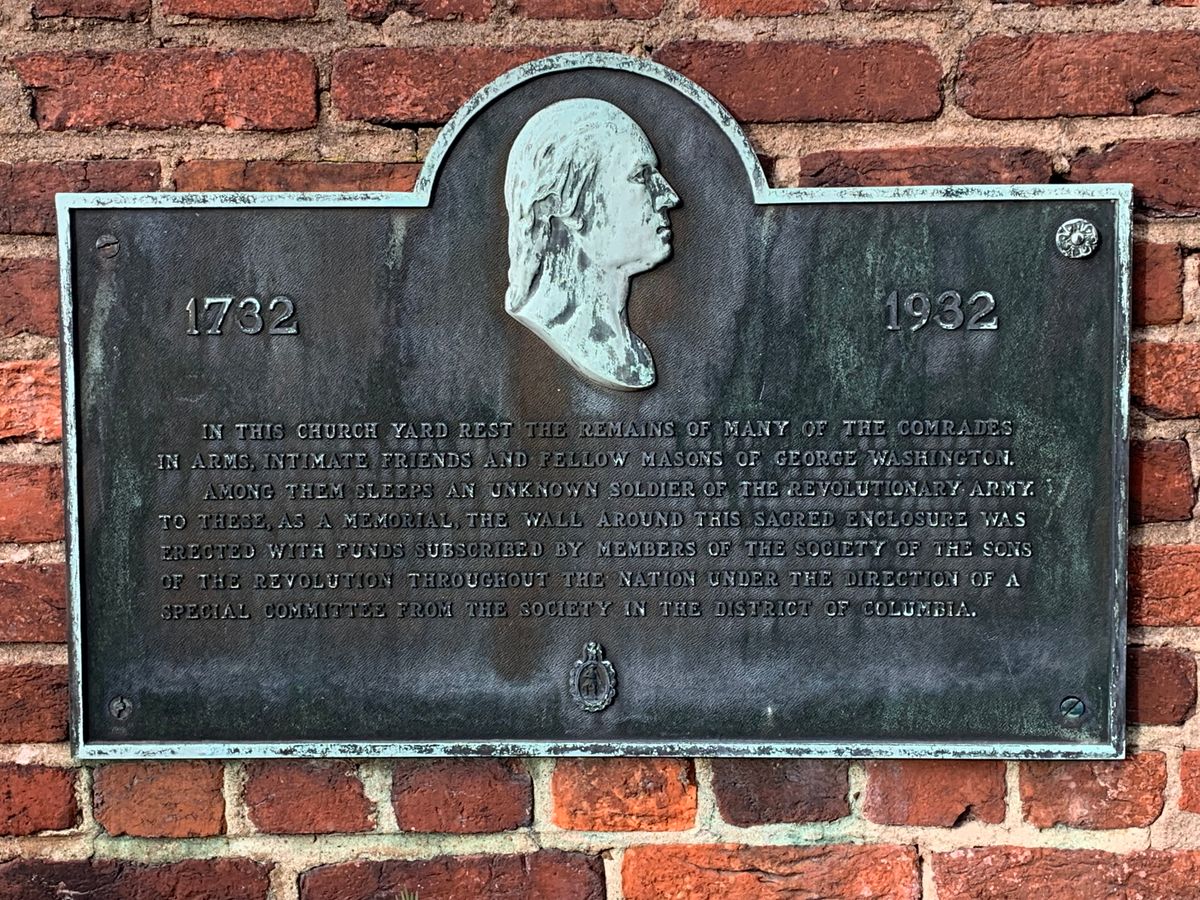 1732
1932
IN THIS CHURCH YARD REST THE REMAINS OF MANY OF THE COMRADES
IN ARMS, INTIMATE FRIENDS AND FELLOW MASONS OF GEORGE WASHINGTON.
AMONG THEM SLEEPS AN UNKNOWN SOLDIER OF THE REVOLUTIONARY ARMY.
TO THESE, AS A MEMORIAL, THE WALL AROUND THIS SACRED ENCLOSURE WAS
ERECTED WITH FUNDS SUBSCRIBED BY MEMBERS OF THE SOCIETY OF THE SONS
OF THE REVOLUTION THROUGHOUT THE NATION UNDER THE DIRECTION OF A
SPECIAL COMMITTEE FROM THE SOCIETY IN THE DISTRICT OF COLUMBIA.